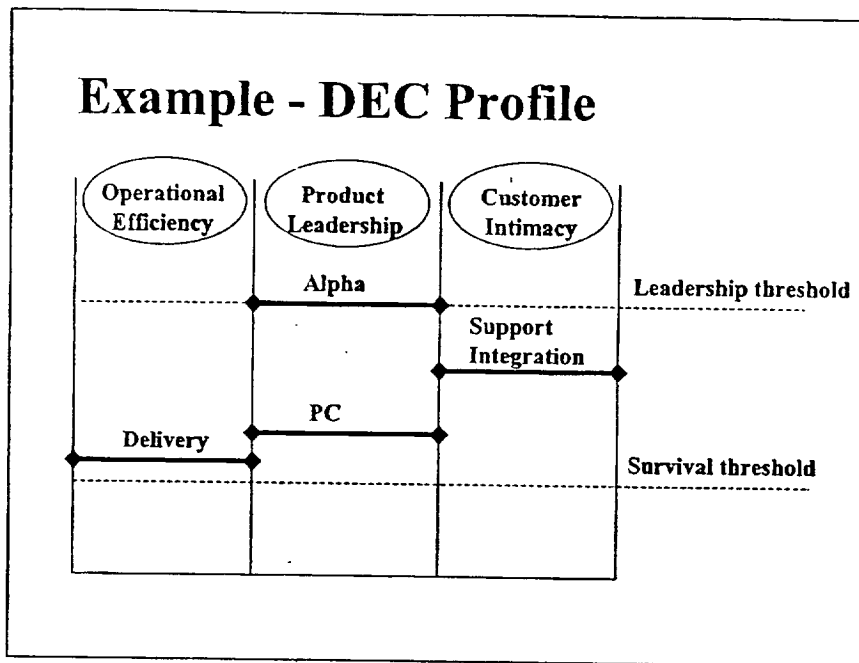 Example - DEC Profile
Operational
Efficiency
Product
Leadership
Customer
Intimacy
Alpha
Leadership threshold
Support
Integration
PC
Delivery
Survival threshold